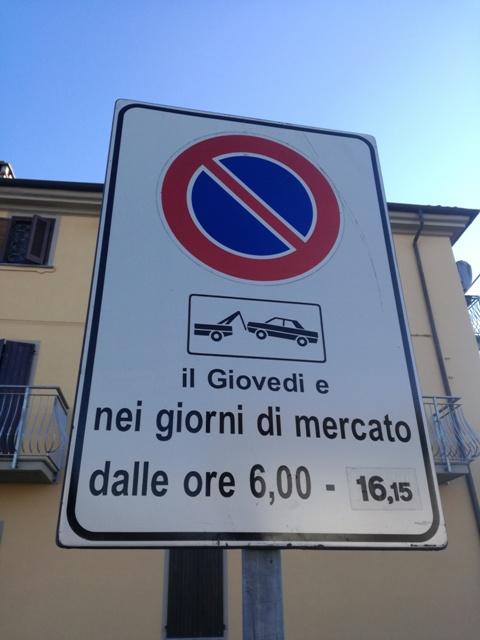 il Giovedi e
nei giorni di mercato
dalle ore 6,00 - 16,15